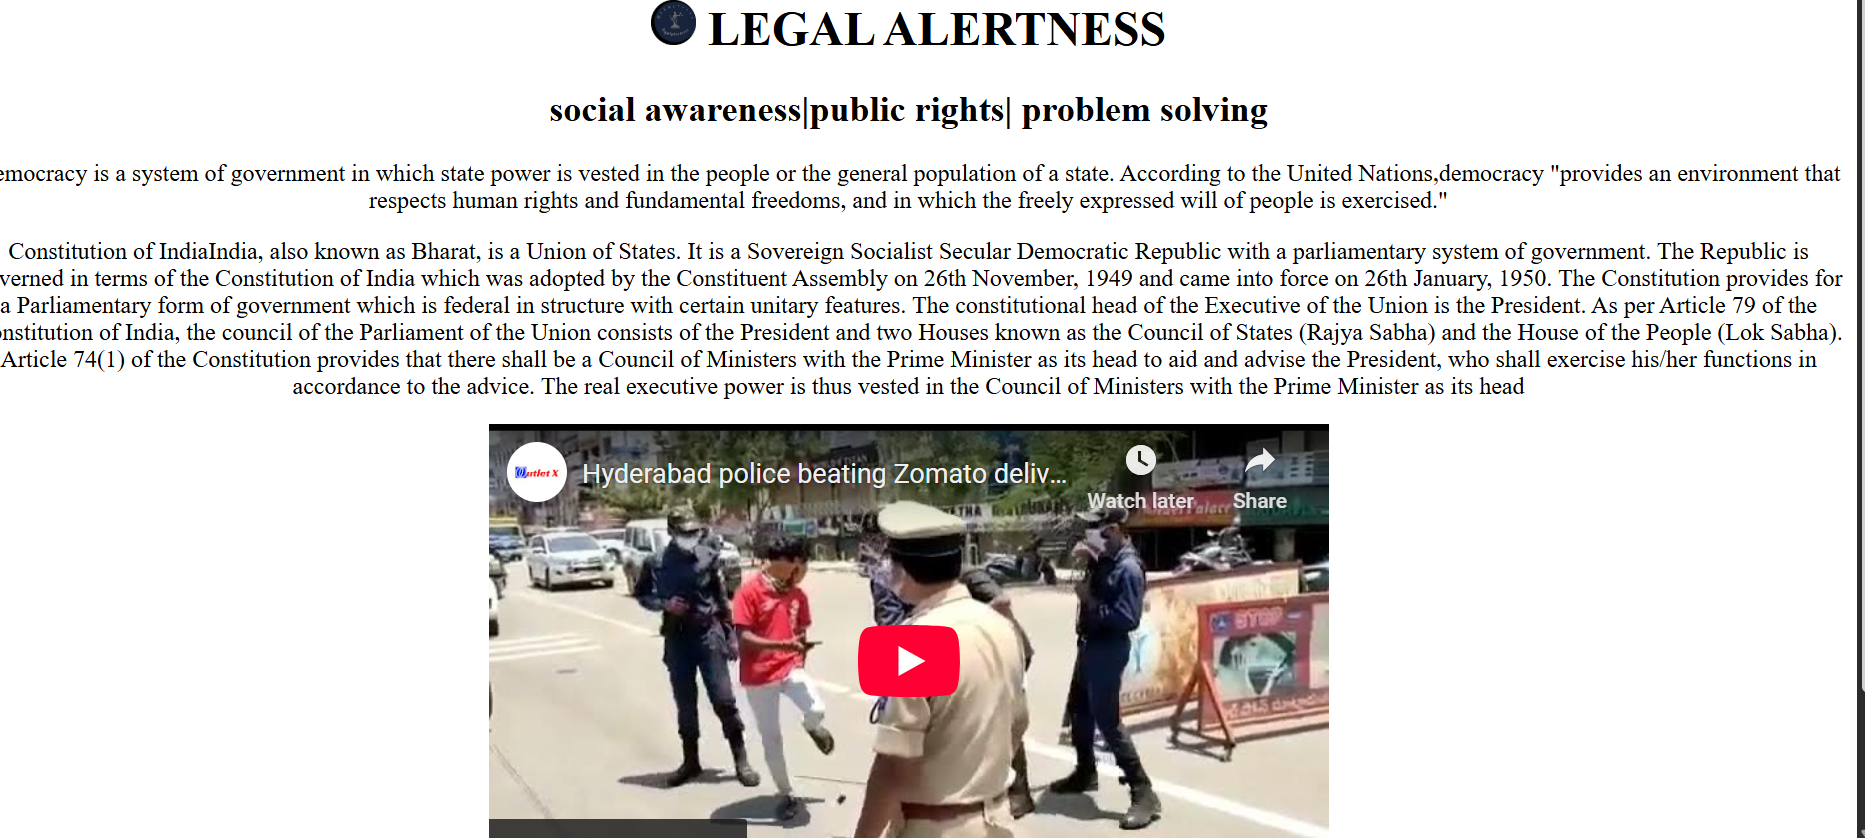 LEGAL ALERTNESS
social awareness|public rights| problem solving
emocracy is a system of government in which state power is vested in the people or the general population of a state. According to the United Nations,democracy "provides an environment that
respects human rights and fundamental freedoms, and in which the freely expressed will of people is exercised."
Constitution of IndiaIndia, also known as Bharat, is a Union of States. It is a Sovereign Socialist Secular Democratic Republic with a parliamentary system of government. The Republic is
verned in terms of the Constitution of India which was adopted by the Constituent Assembly on 26th November, 1949 and came into force on 26th January, 1950. The Constitution provides for
a Parliamentary form of government which is federal in structure with certain unitary features. The constitutional head of the Executive of the Union is the President. As per Article 79 of the
onstitution of India, the council of the Parliament of the Union consists of the President and two Houses known as the Council of States (Rajya Sabha) and the House of the People (Lok Sabha).
Article 74(1) of the Constitution provides that there shall be a Council of Ministers with the Prime Minister as its head to aid and advise the President, who shall exercise his/her functions in
accordance to the advice. The real executive power is thus vested in the Council of Ministers with the Prime Minister as its head
Outlet X
Hyderabad police beating Zomato deliv...
Watch later
Share
STOP